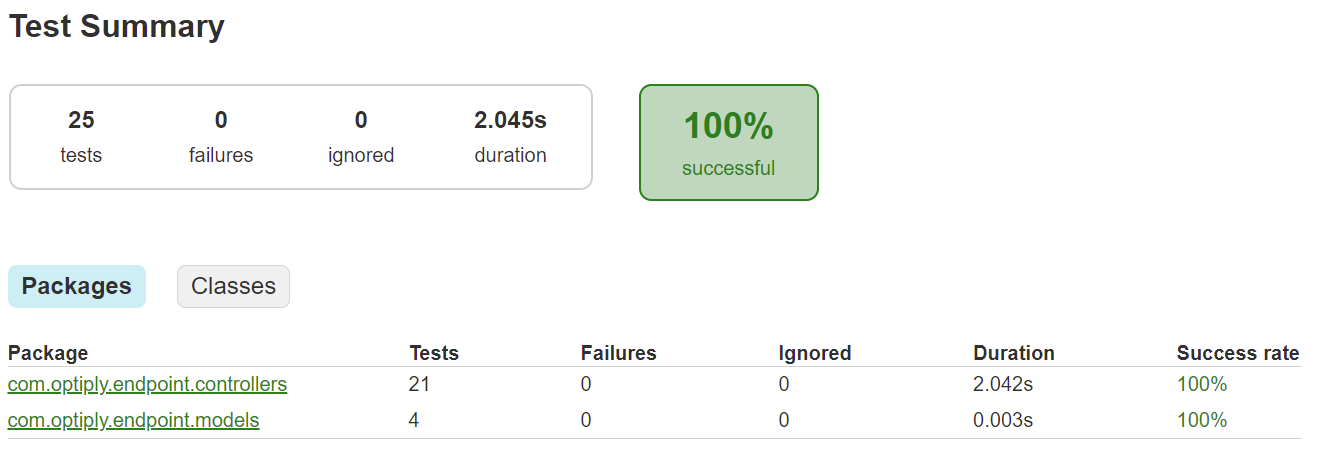 Test Summary
25 0 0 2.045s
tests failures ignored duration
100%
successful
Packages Classes
Package Tests Failures Ignored Duration Success rate
com.optiply.endpoint.controllers 21 0 0 2.042s 100%
com.optiply.endpoint.models 4 0 0 0.003s 100%